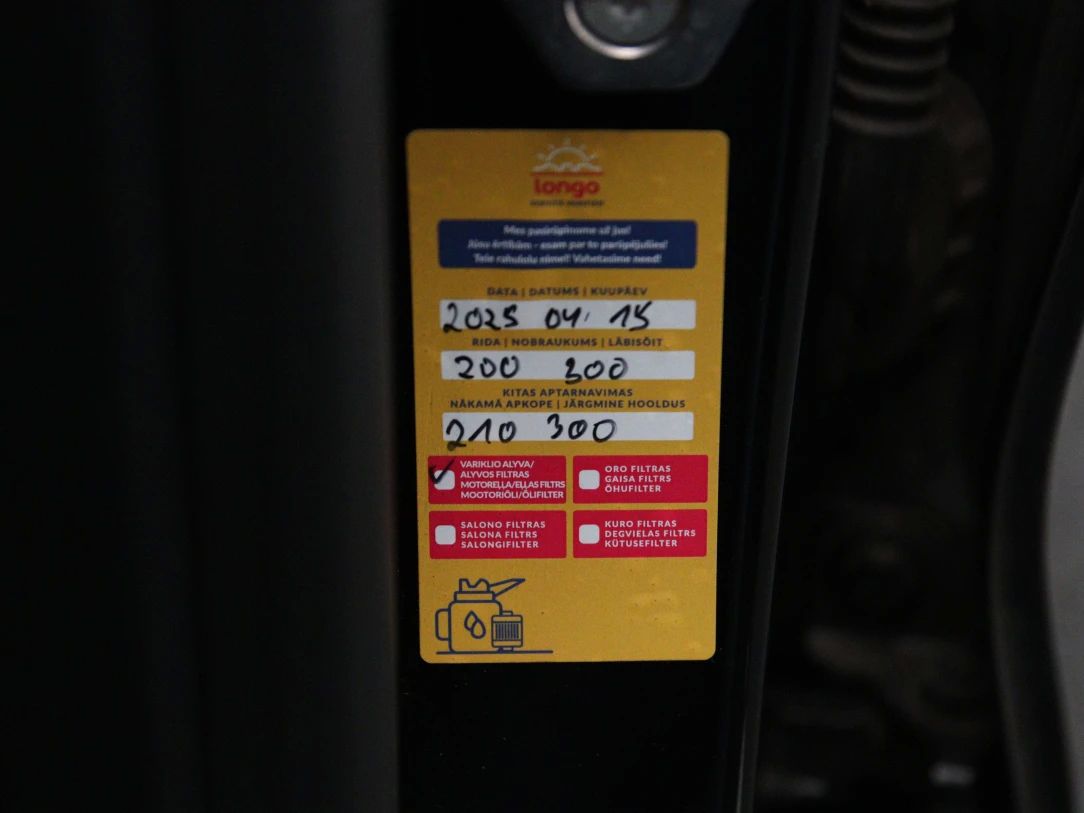 longo
Mes pasirūpinome už jus!
Jūsu ērtībām - esam par to parūpējušies!
Teie rahulolu nimel! Vahetasime need!
DATA | DATUMS | KUUPÄEV
2025 04. 15
RIDA | NOBRAUKUMS | LÄBISÕIT
200 300
KITAS APTARNAVIMAS
NĀKAMĀ APKOPE | JÄRGMINE HOOLDUS
210 300
VARIKLIO ALYVA/
ALYVOS FILTRAS
MOTOREĻĻA/EĻĻAS FILTRS
MOOTORIÕLI/ÕLIFILTER
ORO FILTRAS
GAISA FILTRS
ÕHUFILTER
SALONO FILTRAS
SALONA FILTRS
SALONGIFILTER
KURO FILTRAS
DEGVIELAS FILTRS
KÜTUSEFILTER